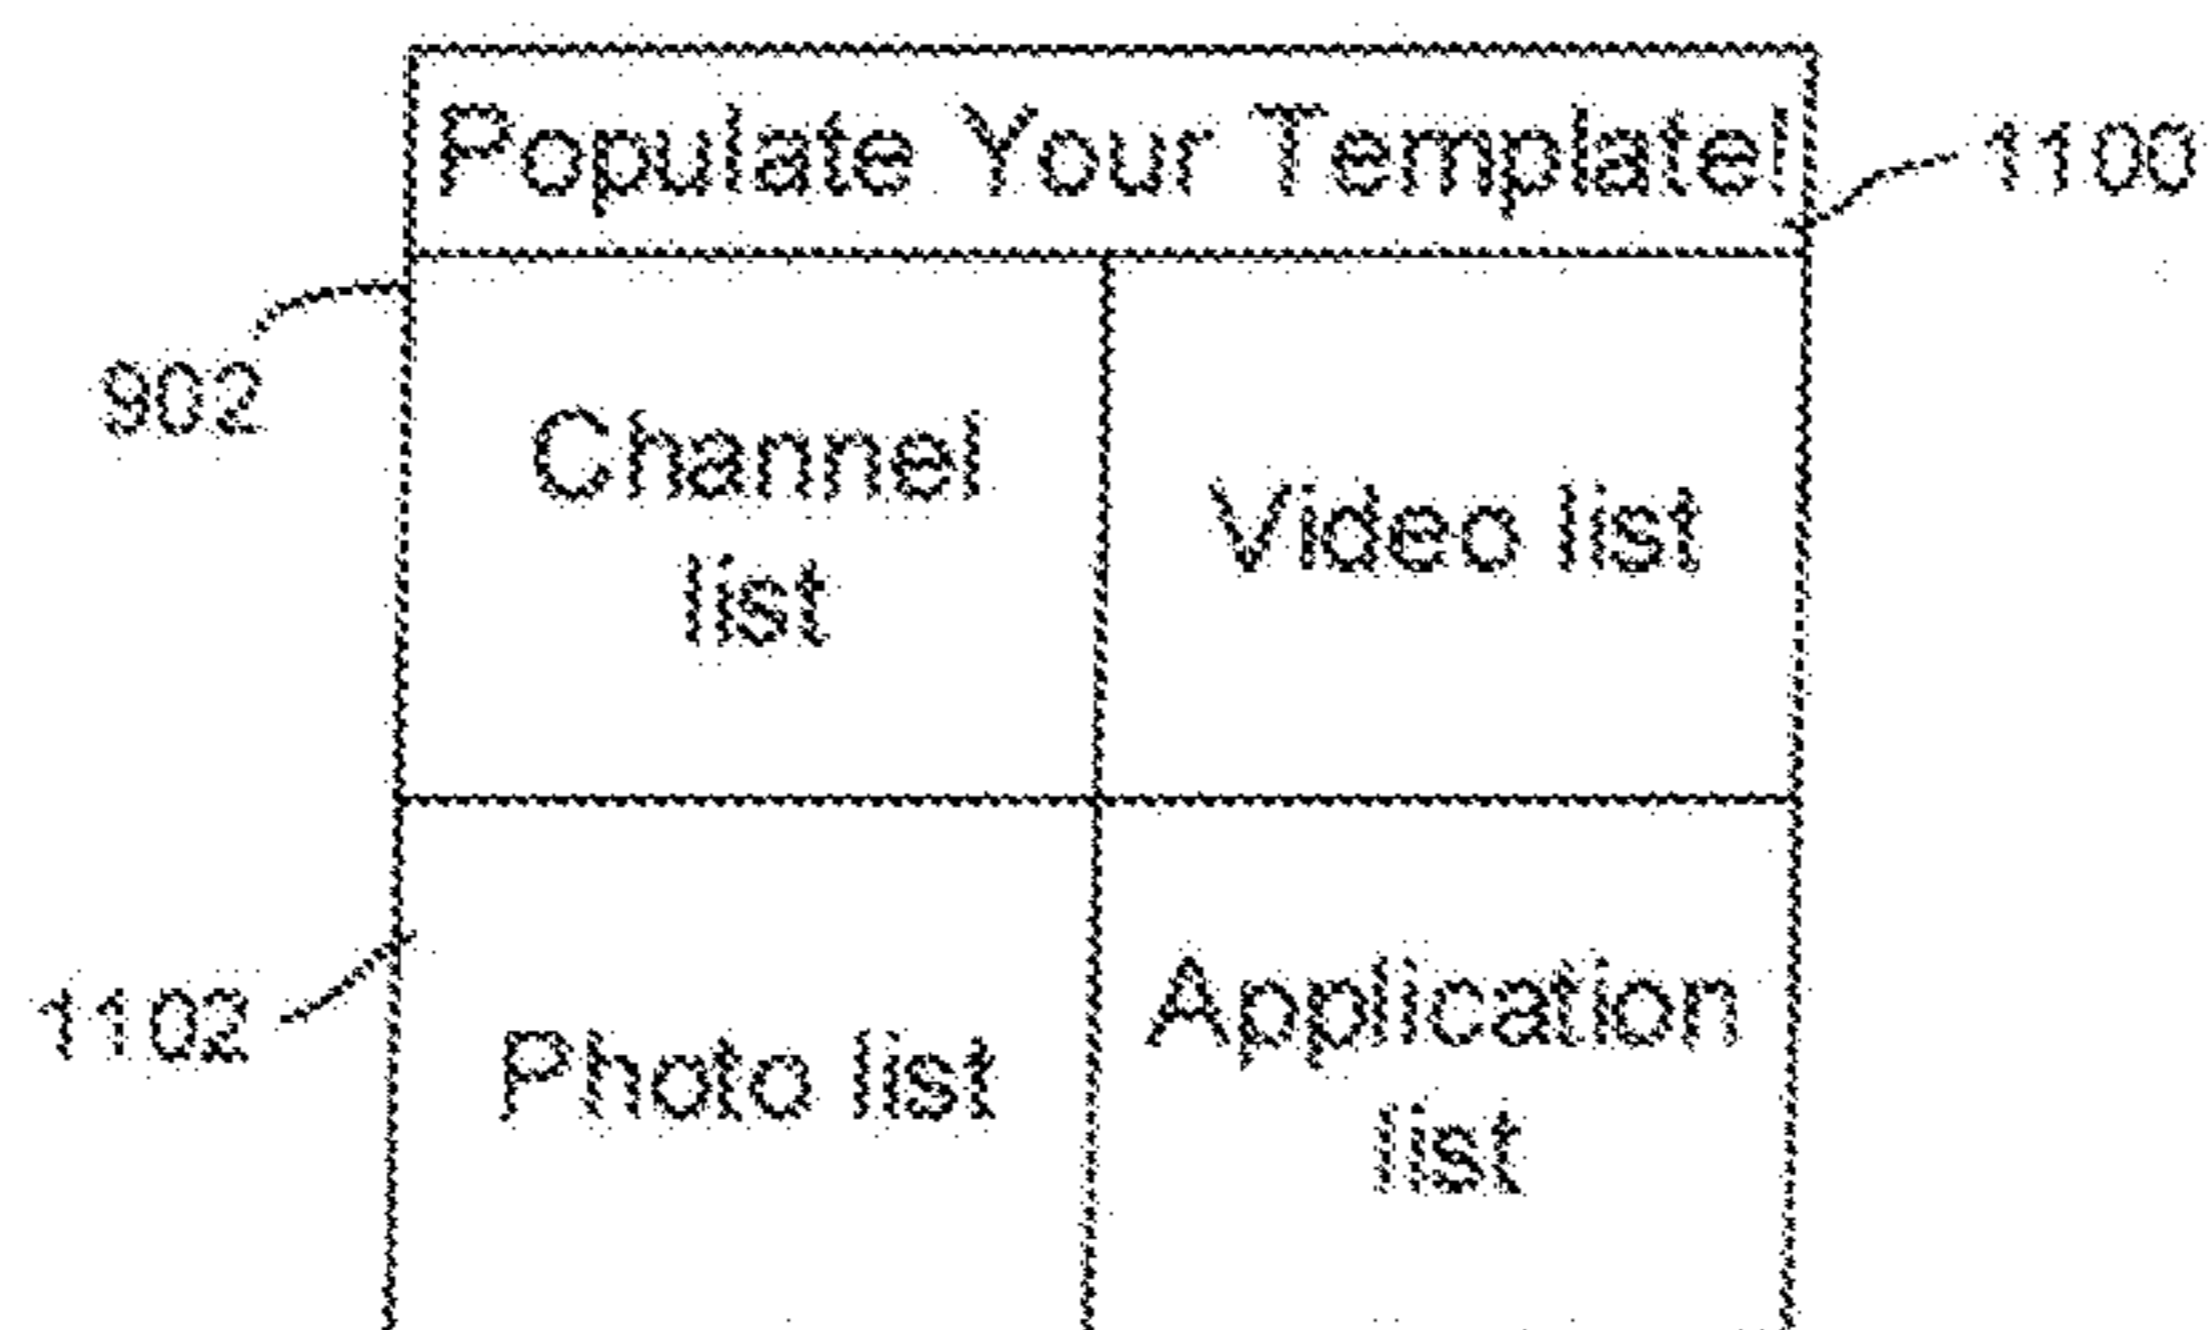 Populate Your Template!
1100
902
Channel
list
Video list
1102
Photo list
Application
list